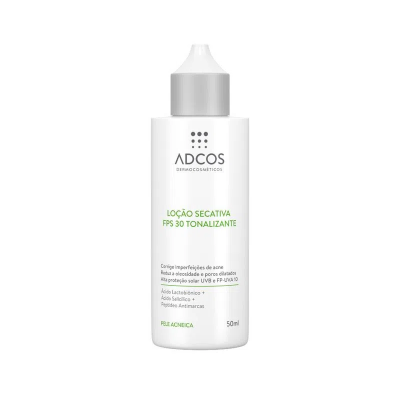 ADCOS
DERMOCOSMÉTICOS
LOÇÃO SECATIVA
FPS 30 TONALIZANTE
Corrige imperfeições de acne
Reduz a oleosidade e poros dilatados
Alta proteção solar UVB e FP-UVA 10
Ácido Lactobiônico +
Ácido Salicílico +
Peptídeo Antimarcas
PELE ACNEICA
50ml